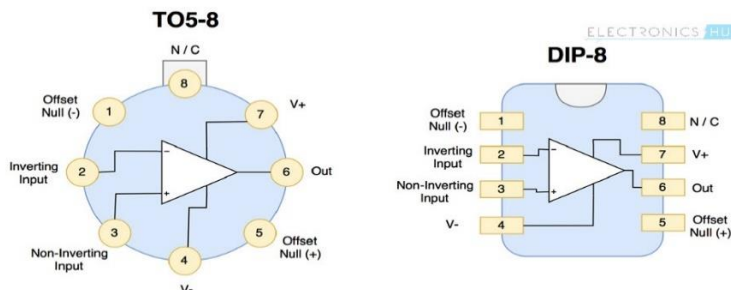 TO5-8
N / C
8
Offset
Null (-)
1
7
V+
Inverting
Input
2
−
+
6
Out
3
Non-Inverting
Input
4
V-
5
Offset
Null (+)
ELECTRONICS HU
DIP-8
Offset
Null (-)
1
8
N / C
Inverting
Input
2
−
7
V+
Non-Inverting
Input
3
+
6
Out
V-
4
5
Offset
Null (+)